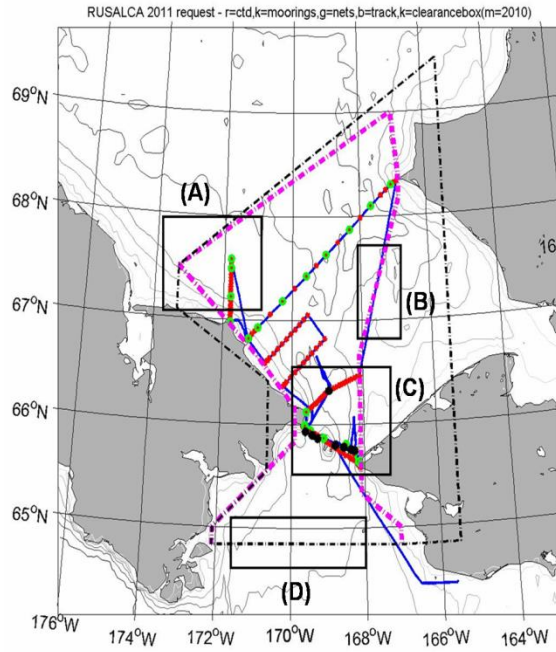 RUSALCA 2011 request - r=ctd,k=moorings,g=nets,b=track,k=clearancebox(m=2010)
69°N
(A)
68°N
16
(B)
67°N
(C)
66°N
65°N
(D)
176°W
174°W
172°W
170°W
168°W
166°W
164°W